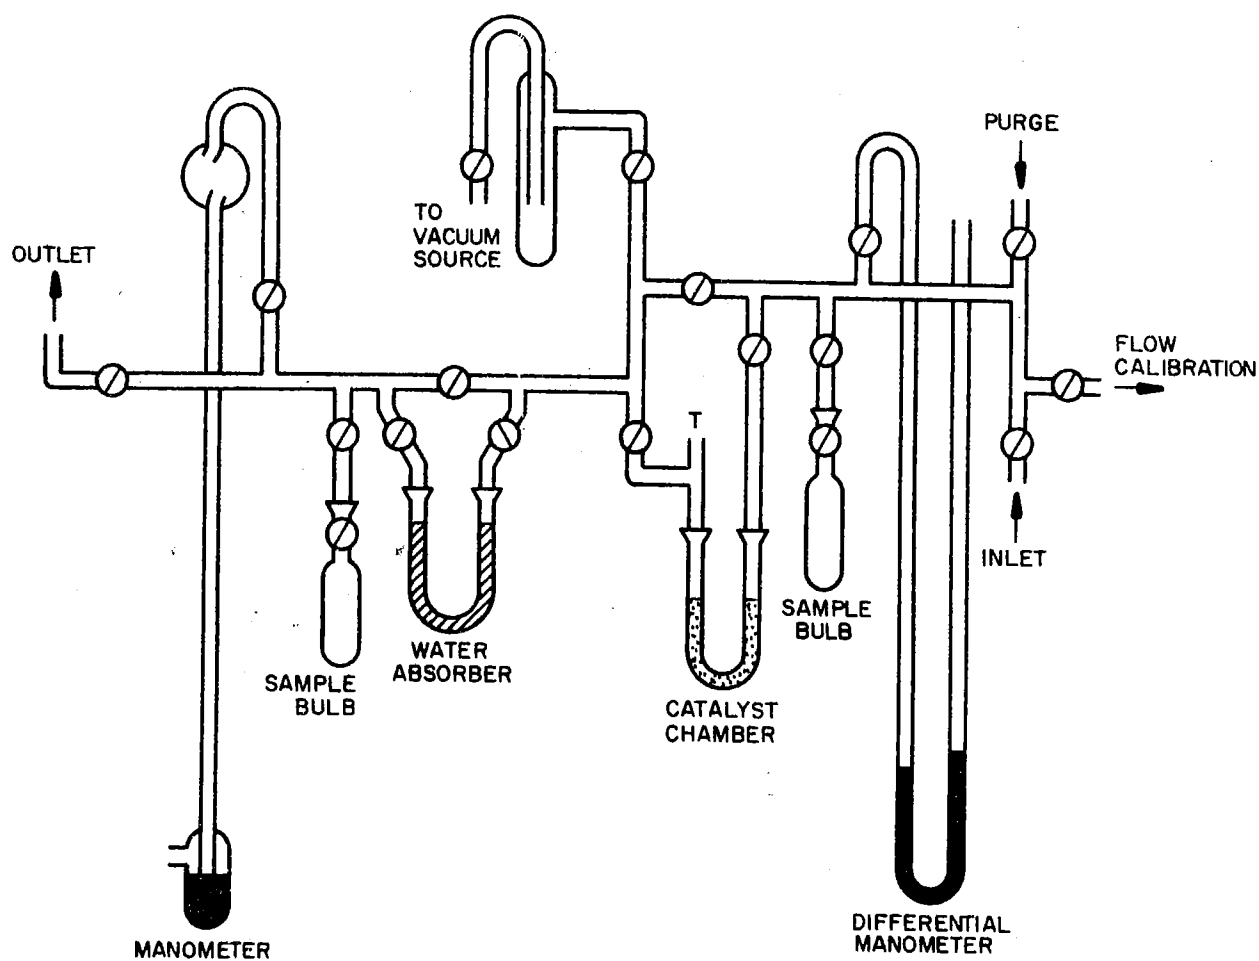 PURGE
TO
VACUUM
SOURCE
OUTLET
FLOW
CALIBRATION
T
INLET
SAMPLE
BULB
WATER
ABSORBER
SAMPLE
BULB
CATALYST
CHAMBER
DIFFERENTIAL
MANOMETER
MANOMETER